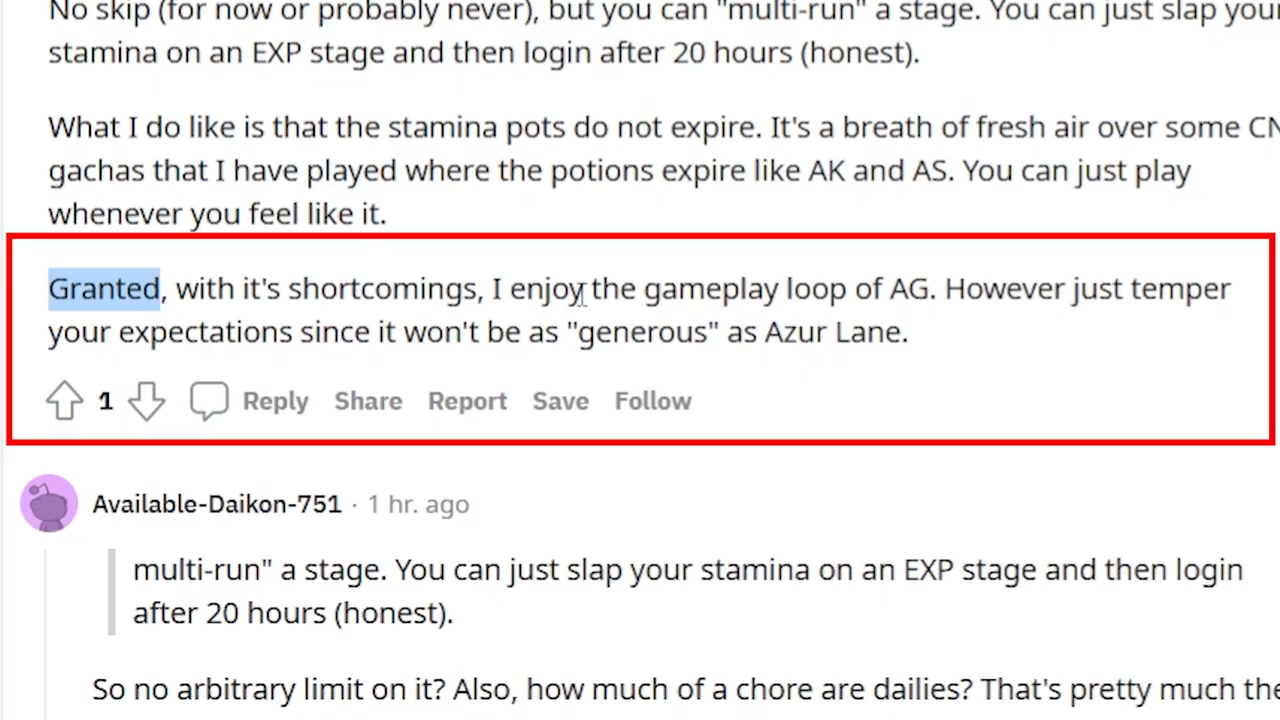 No skip (for now or probably never), but you can "multi-run" a stage. You can just slap your
stamina on an EXP stage and then login after 20 hours (honest).
What I do like is that the stamina pots do not expire. It's a breath of fresh air over some CN
gachas that I have played where the potions expire like AK and AS. You can just play
whenever you feel like it.
Granted, with it's shortcomings, I enjoy the gameplay loop of AG. However just temper
your expectations since it won't be as "generous" as Azur Lane.
1 Reply Share Report Save Follow
Available-Daikon-751 · 1 hr. ago
multi-run" a stage. You can just slap your stamina on an EXP stage and then login
after 20 hours (honest).
So no arbitrary limit on it? Also, how much of a chore are dailies? That's pretty much the